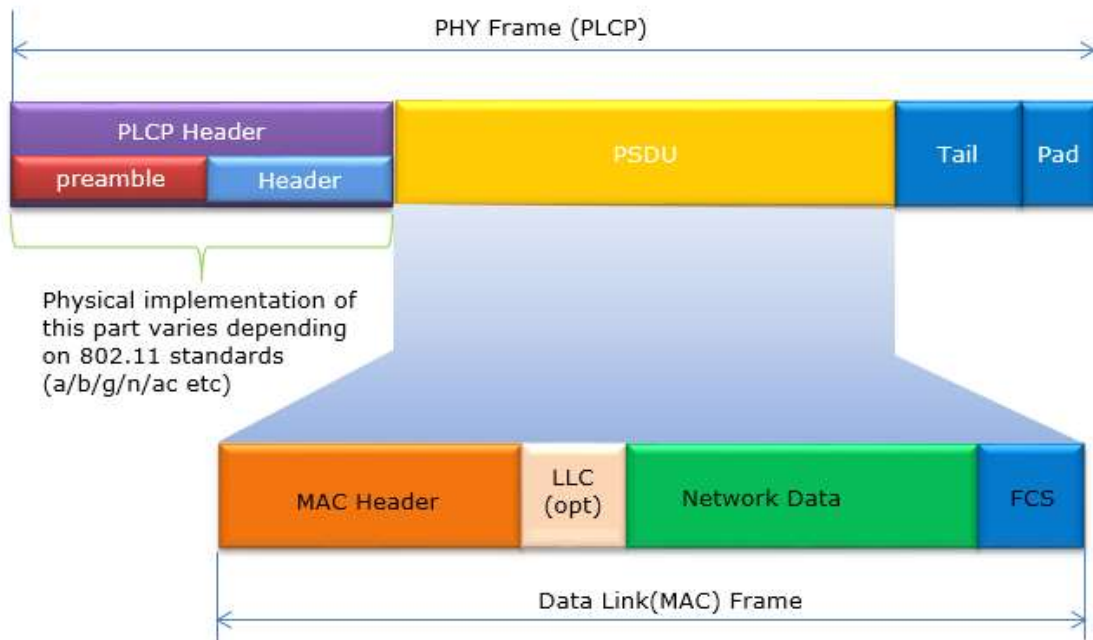 PHY Frame (PLCP)
PLCP Header
preamble
Header
PSDU
Tail
Pad
Physical implementation of
this part varies depending
on 802.11 standards
(a/b/g/n/ac etc)
MAC Header
LLC
(opt)
Network Data
FCS
Data Link(MAC) Frame